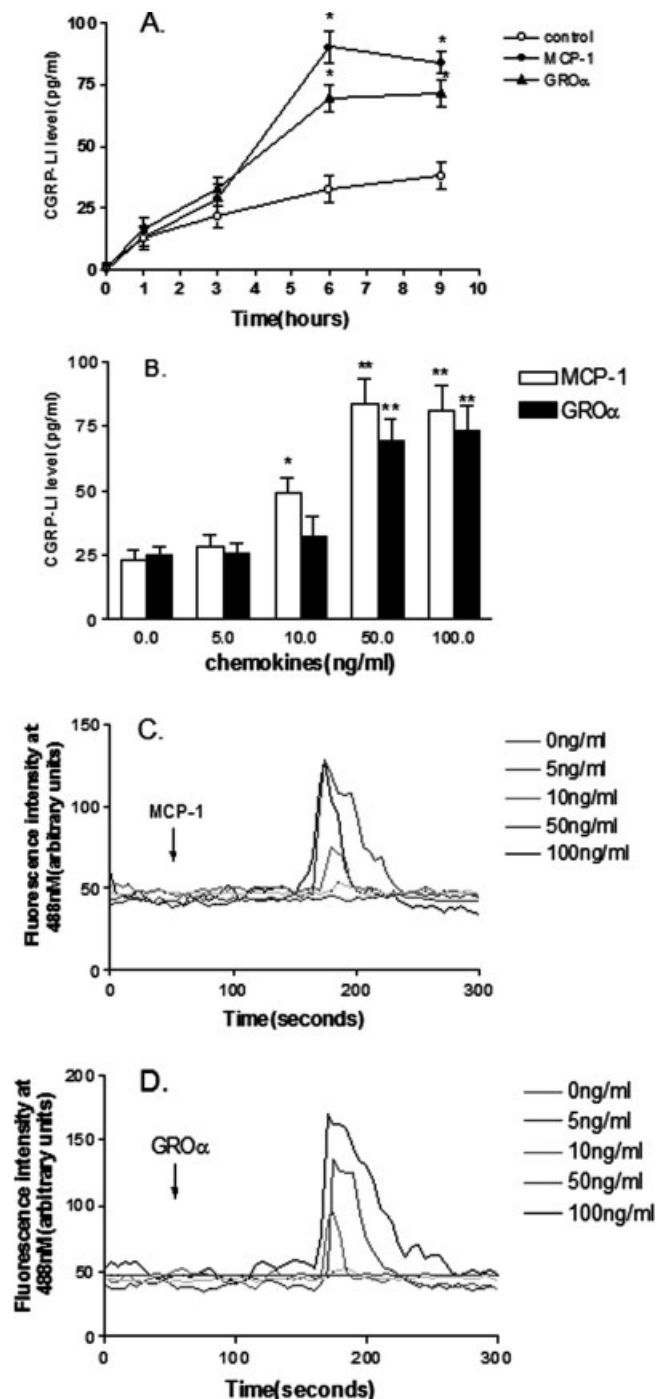 A.
CGRP-LI level (pg/ml)
100
75
50
25
0
*
*
*
*
0 1 2 3 4 5 6 7 8 9 10
Time(hours)
control
MCP-1
GROα
B.
CGRP-LI level (pg/ml)
100
75
50
25
0
*
**
**
**
**
0.0 5.0 10.0 50.0 100.0
chemokines(ng/ml)
MCP-1
GROα
C.
Fluorescence intensity at
488nM(arbitrary units)
150
100
50
0
MCP-1
0 100 200 300
Time(seconds)
0ng/ml
5ng/ml
10ng/ml
50ng/ml
100ng/ml
D.
Fluorescence intensity at
488nM(arbitrary units)
200
150
100
50
0
GROα
0 100 200 300
Time(seconds)
0ng/ml
5ng/ml
10ng/ml
50ng/ml
100ng/ml